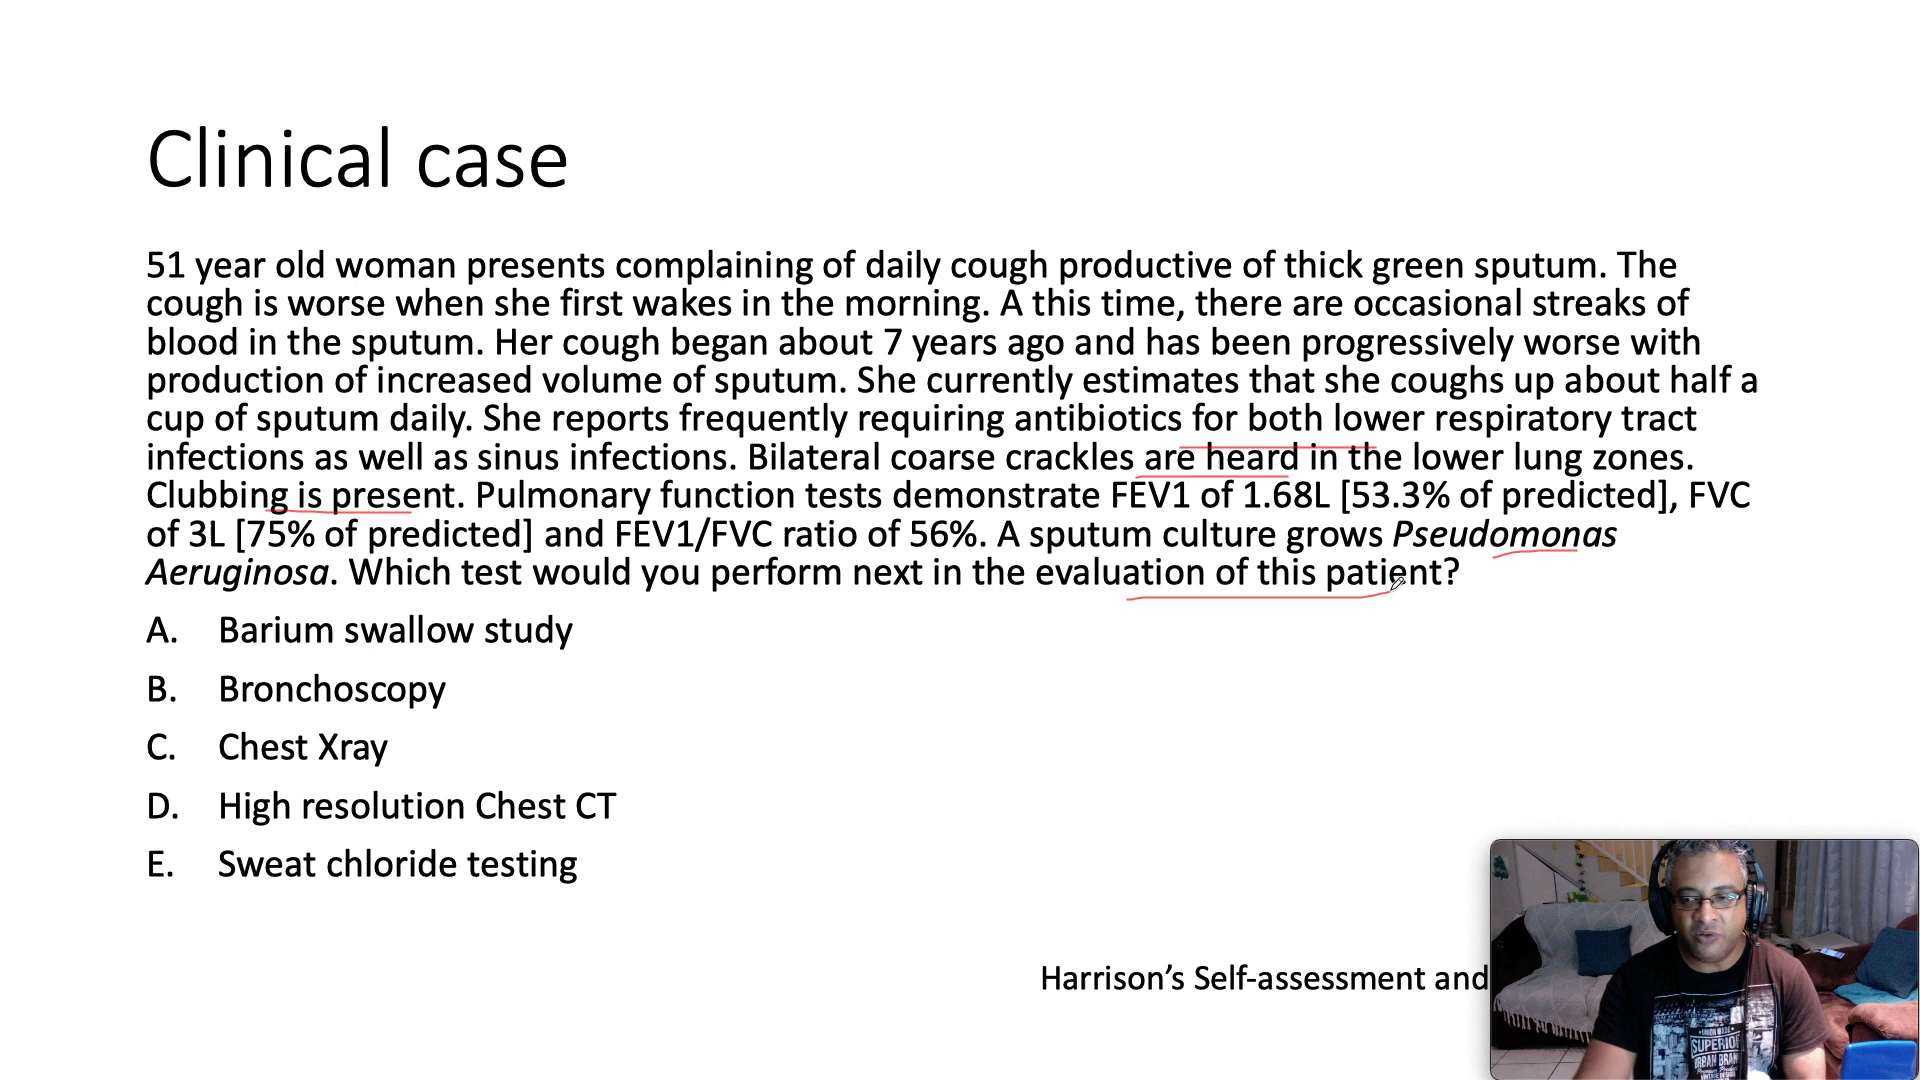 Clinical case
51 year old woman presents complaining of daily cough productive of thick green sputum. The
cough is worse when she first wakes in the morning. A this time, there are occasional streaks of
blood in the sputum. Her cough began about 7 years ago and has been progressively worse with
production of increased volume of sputum. She currently estimates that she coughs up about half a
cup of sputum daily. She reports frequently requiring antibiotics for both lower respiratory tract
infections as well as sinus infections. Bilateral coarse crackles are heard in the lower lung zones.
Clubbing is present. Pulmonary function tests demonstrate FEV1 of 1.68L [53.3% of predicted], FVC
of 3L [75% of predicted] and FEV1/FVC ratio of 56%. A sputum culture grows Pseudomonas
Aeruginosa. Which test would you perform next in the evaluation of this patient?
A. Barium swallow study
B. Bronchoscopy
C. Chest Xray
D. High resolution Chest CT
E. Sweat chloride testing
Harrison's Self-assessment and
SUPERIOR
URBAN BRAN